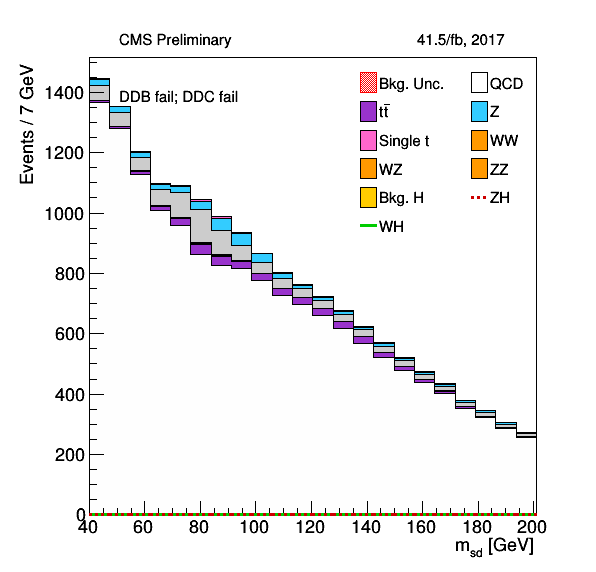 CMS Preliminary 41.5/fb, 2017
Events / 7 GeV
DDB fail; DDC fail
Bkg. Unc. QCD
tt̄ Z
Single t WW
WZ ZZ
Bkg. H ZH
WH
1400
1200
1000
800
600
400
200
0
40 60 80 100 120 140 160 180 200
m_sd [GeV]